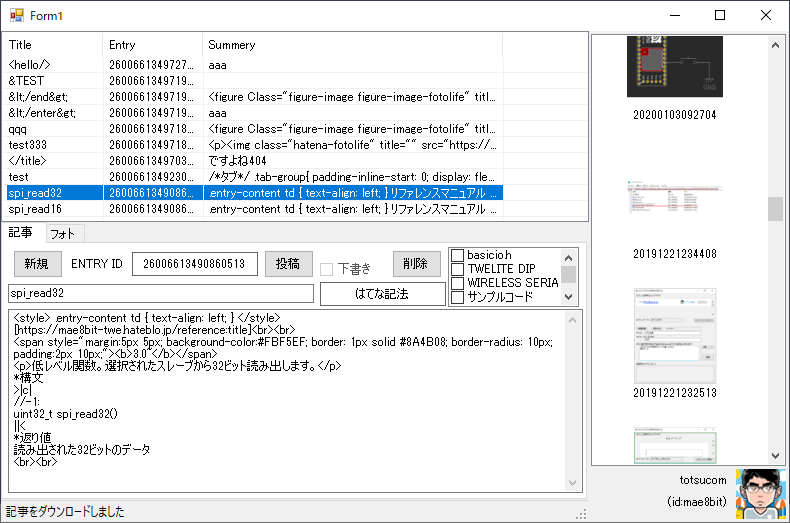 Form1
Title Entry Summery
<hello/> 2600661349727... aaa
&TEST 2600661349719...
&lt;/end&gt; 2600661349719... <figure Class="figure-image figure-image-fotolife" titl...
&lt;/enter&gt; 2600661349719... aaa
qqq 2600661349718... <figure Class="figure-image figure-image-fotolife" titl...
test333 2600661349718... <p><img class="hatena-fotolife" title="" src="https://...
</title> 2600661349703... ですよね404
test 2600661349230... /*タブ*/ .tab-group{ padding-inline-start: 0; display: fle...
spi_read32 2600661349086... .entry-content td { text-align: left; } リファレンスマニュアル ...
spi_read16 2600661349086... .entry-content td { text-align: left; } リファレンスマニュアル ...
記事 フォト
新規 ENTRY ID 26006613490860513 投稿 下書き 削除
basicio.h
TWELITE DIP
WIRELESS SERIA
サンプルコード
spi_read32 はてな記法
<style> .entry-content td { text-align: left; } </style>
[https://mae8bit-twe.hateblo.jp/reference:title]<br><br>
<span style="margin:5px 5px; background-color:#FBF5EF; border: 1px solid #8A4B08; border-radius: 10px;
padding:2px 10px;"><b>3.0~</b></span>
<p>低レベル関数。選択されたスレーブから32ビット読み出します。</p>
*構文
>|c|
//-1:
uint32_t spi_read32()
||<
*返り値
読み出された32ビットのデータ
<br><br>
GND
20200103092704
20191221234408
20191221232513
totsucom
(id:mae8bit)
記事をダウンロードしました